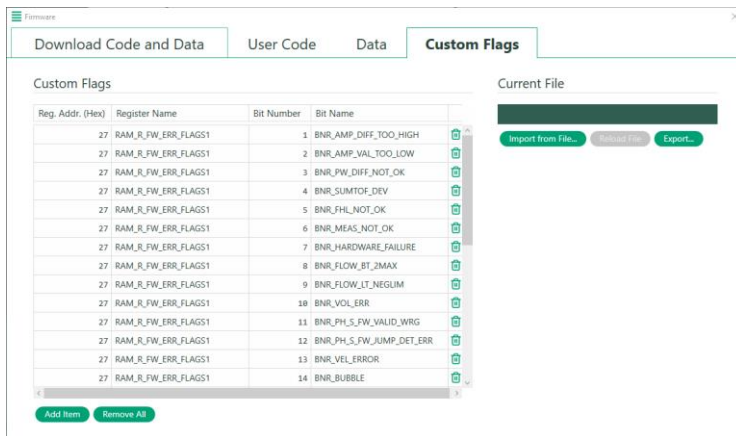 Firmware
Download Code and Data User Code Data Custom Flags
Custom Flags
Reg. Addr. (Hex) Register Name Bit Number Bit Name
27 RAM_R_FW_ERR_FLAGS1 1 BNR_AMP_DIFF_TOO_HIGH
27 RAM_R_FW_ERR_FLAGS1 2 BNR_AMP_VAL_TOO_LOW
27 RAM_R_FW_ERR_FLAGS1 3 BNR_PW_DIFF_NOT_OK
27 RAM_R_FW_ERR_FLAGS1 4 BNR_SUMTOF_DEV
27 RAM_R_FW_ERR_FLAGS1 5 BNR_FHL_NOT_OK
27 RAM_R_FW_ERR_FLAGS1 6 BNR_MEAS_NOT_OK
27 RAM_R_FW_ERR_FLAGS1 7 BNR_HARDWARE_FAILURE
27 RAM_R_FW_ERR_FLAGS1 8 BNR_FLOW_BT_2MAX
27 RAM_R_FW_ERR_FLAGS1 9 BNR_FLOW_LT_NEGLIM
27 RAM_R_FW_ERR_FLAGS1 10 BNR_VOL_ERR
27 RAM_R_FW_ERR_FLAGS1 11 BNR_PH_S_FW_VALID_WRG
27 RAM_R_FW_ERR_FLAGS1 12 BNR_PH_S_FW_JUMP_DET_ERR
27 RAM_R_FW_ERR_FLAGS1 13 BNR_VEL_ERROR
27 RAM_R_FW_ERR_FLAGS1 14 BNR_BUBBLE
Add Item Remove All
Current File
Import from File... Reload File Export...